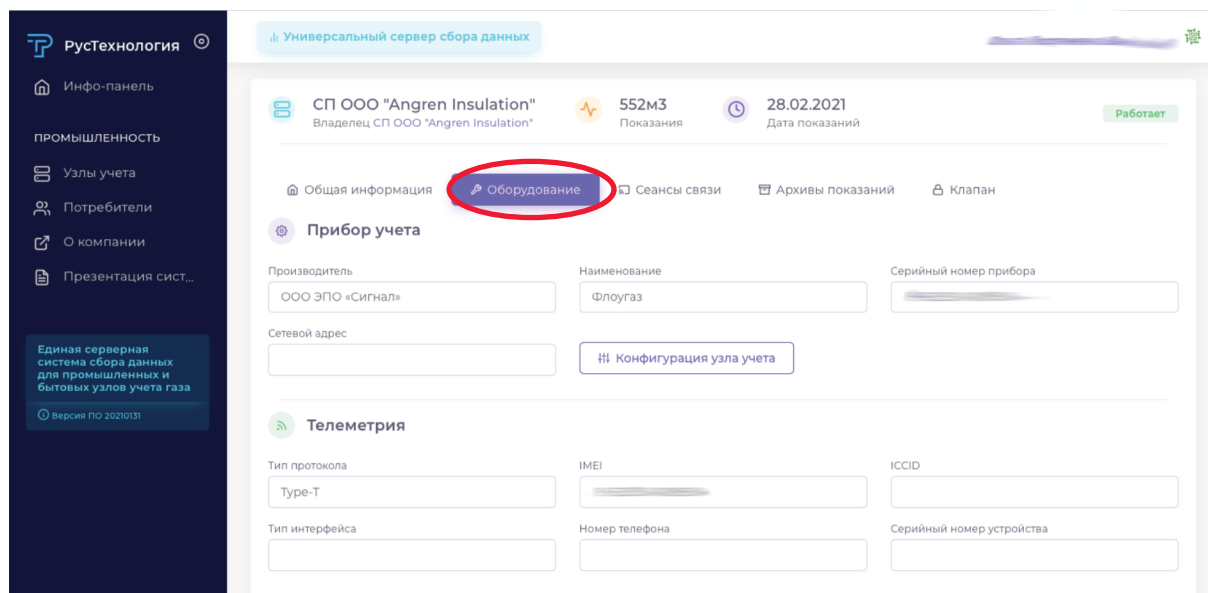 РусТехнология
Универсальный сервер сбора данных
Инфо-панель
ПРОМЫШЛЕННОСТЬ
Узлы учета
Потребители
О компании
Презентация сист...
Единая серверная
система сбора данных
для промышленных и
бытовых узлов учета газа
Версия ПО 20210131
СП ООО "Angren Insulation"
Владелец СП ООО "Angren Insulation"
552м3
Показания
28.02.2021
Дата показаний
Работает
Общая информация
Оборудование
Сеансы связи
Архивы показаний
Клапан
Прибор учета
Производитель
Наименование
Серийный номер прибора
ООО ЭПО «Сигнал»
Флоугаз
Сетевой адрес
Конфигурация узла учета
Телеметрия
Тип протокола
IMEI
ICCID
Type-T
Тип интерфейса
Номер телефона
Серийный номер устройства